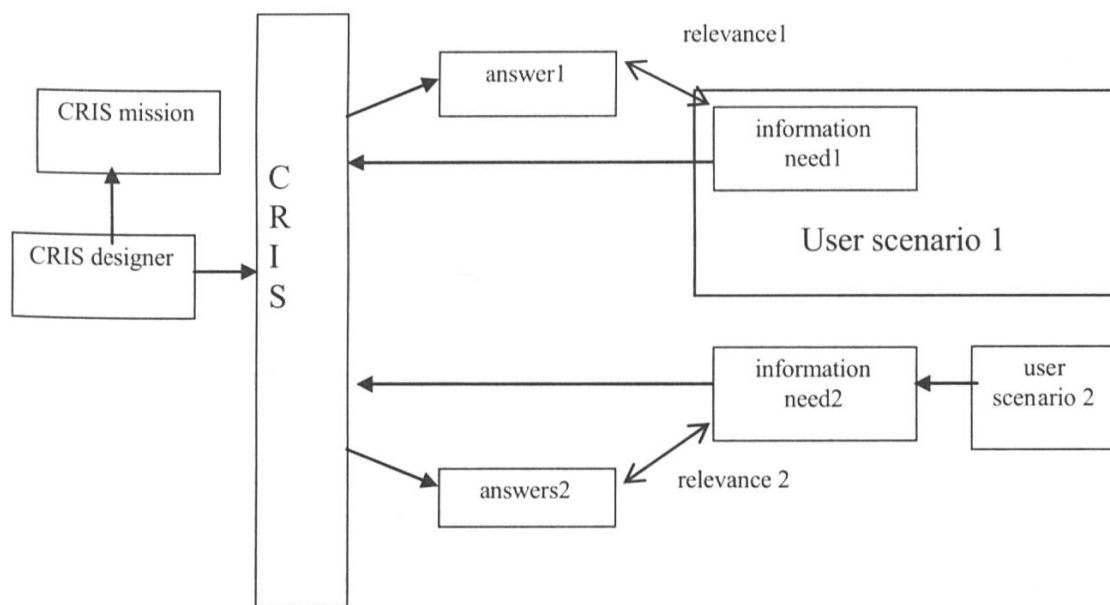 relevance1
answer1
CRIS mission
information
need1
C
R
I
S
User scenario 1
CRIS designer
information
need2
user
scenario 2
answers2
relevance 2